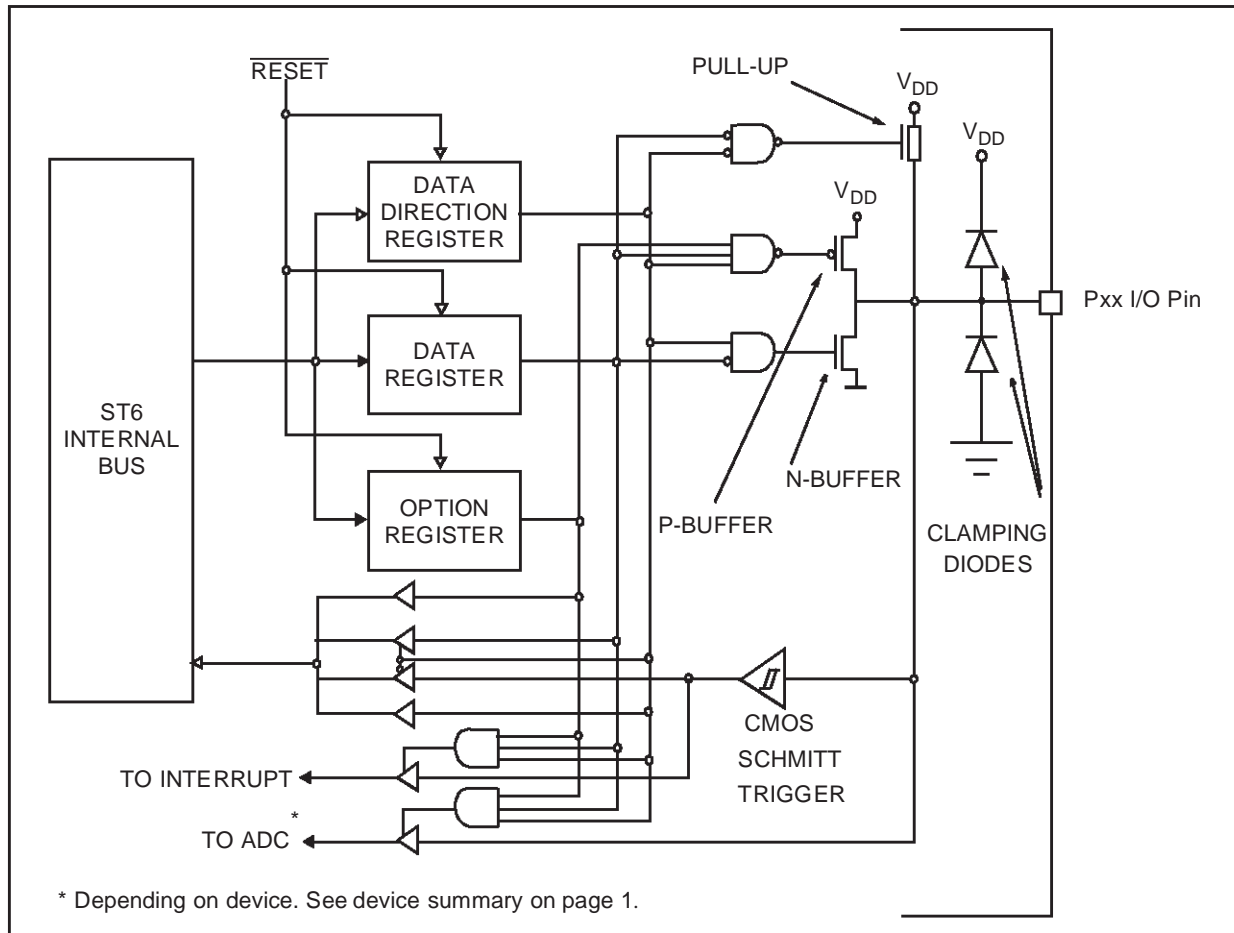 RESET
PULL-UP
VDD
VDD
DATA
DIRECTION
REGISTER
VDD
Pxx I/O Pin
DATA
REGISTER
ST6
INTERNAL
BUS
N-BUFFER
OPTION
REGISTER
P-BUFFER
CLAMPING
DIODES
CMOS
SCHMITT
TRIGGER
TO INTERRUPT
TO ADC*
* Depending on device. See device summary on page 1.